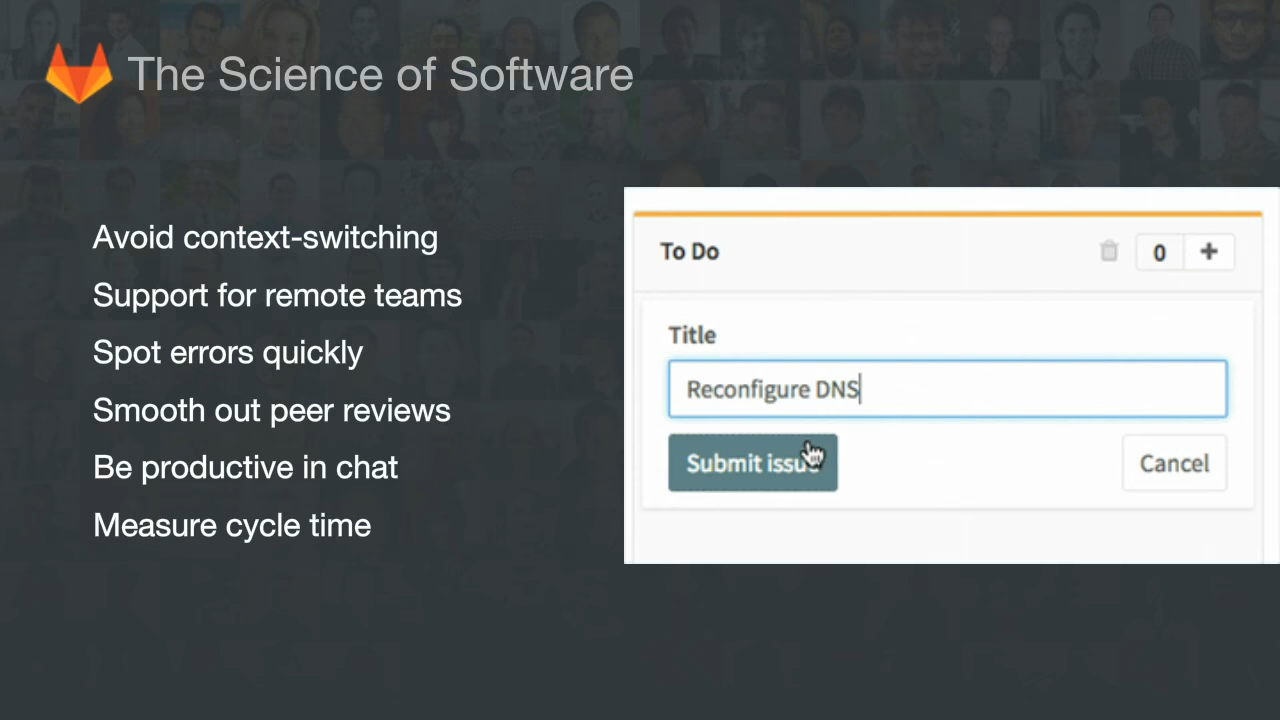 The Science of Software
Avoid context-switching
Support for remote teams
Spot errors quickly
Smooth out peer reviews
Be productive in chat
Measure cycle time
To Do
0 +
Title
Reconfigure DNS
Submit issue
Cancel